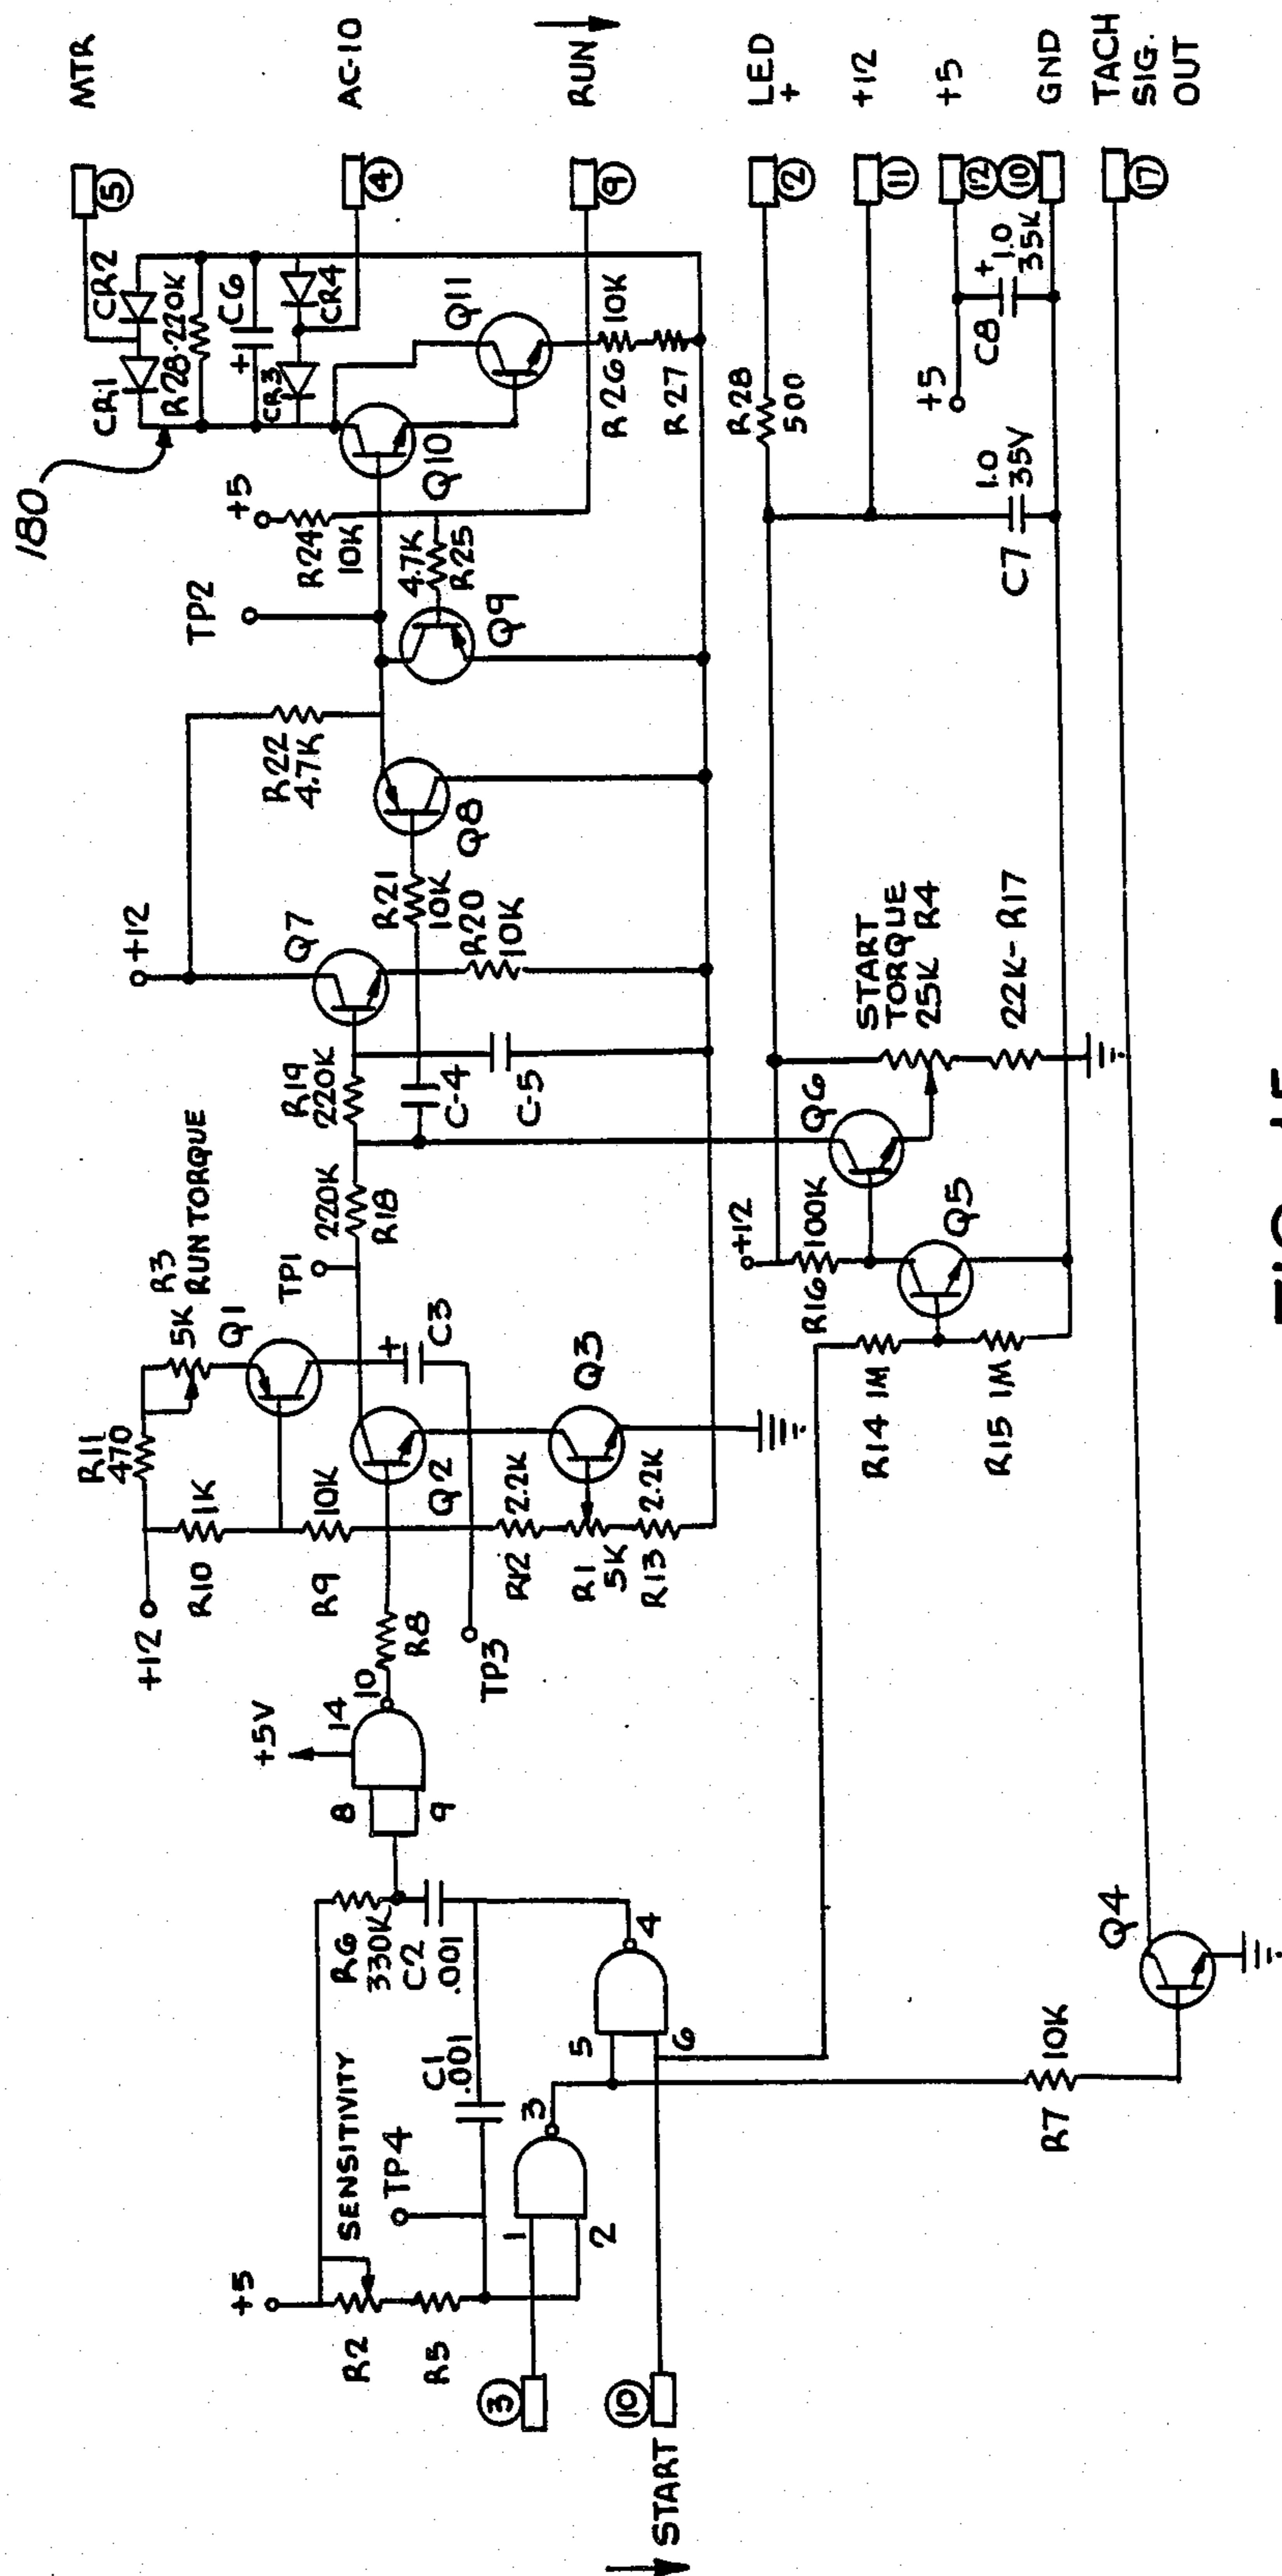 MTR
5
CR2
CR1
R28-220K
C6
+
CR3
CR4
AC-10
4
180
Q11
Q10
R26
10K
R27
RUN
9
+5
R24
10K
TP2
4.7K
R25
Q9
R22
4.7K
Q8
+12
Q7
R21
10K
R20
10K
R19
220K
C-4
C-5
R3
5K
RUN TORQUE
R11
470
Q1
TP1
220K
R18
+
C3
Q3
Q2
+12
R10
1K
R9
10K
R12
2.2K
R1
5K
R13
2.2K
R8
TP3
+5V
14
10
8
9
R6
330K
C2
.001
C1
.001
4
5
6
SENSITIVITY
TP4
3
1
2
+5
R2
R5
3
10
START
LED
+
2
R28
500
+12
11
+5
12
+5
C8
+
1.0
35K
GND
10
C7
1.0
35V
TACH
SIG.
OUT
17
START
TORQUE
25K R4
22K-R17
Q6
+12
R16
100K
Q5
R14 1M
R15 1M
Q4
R7
10K